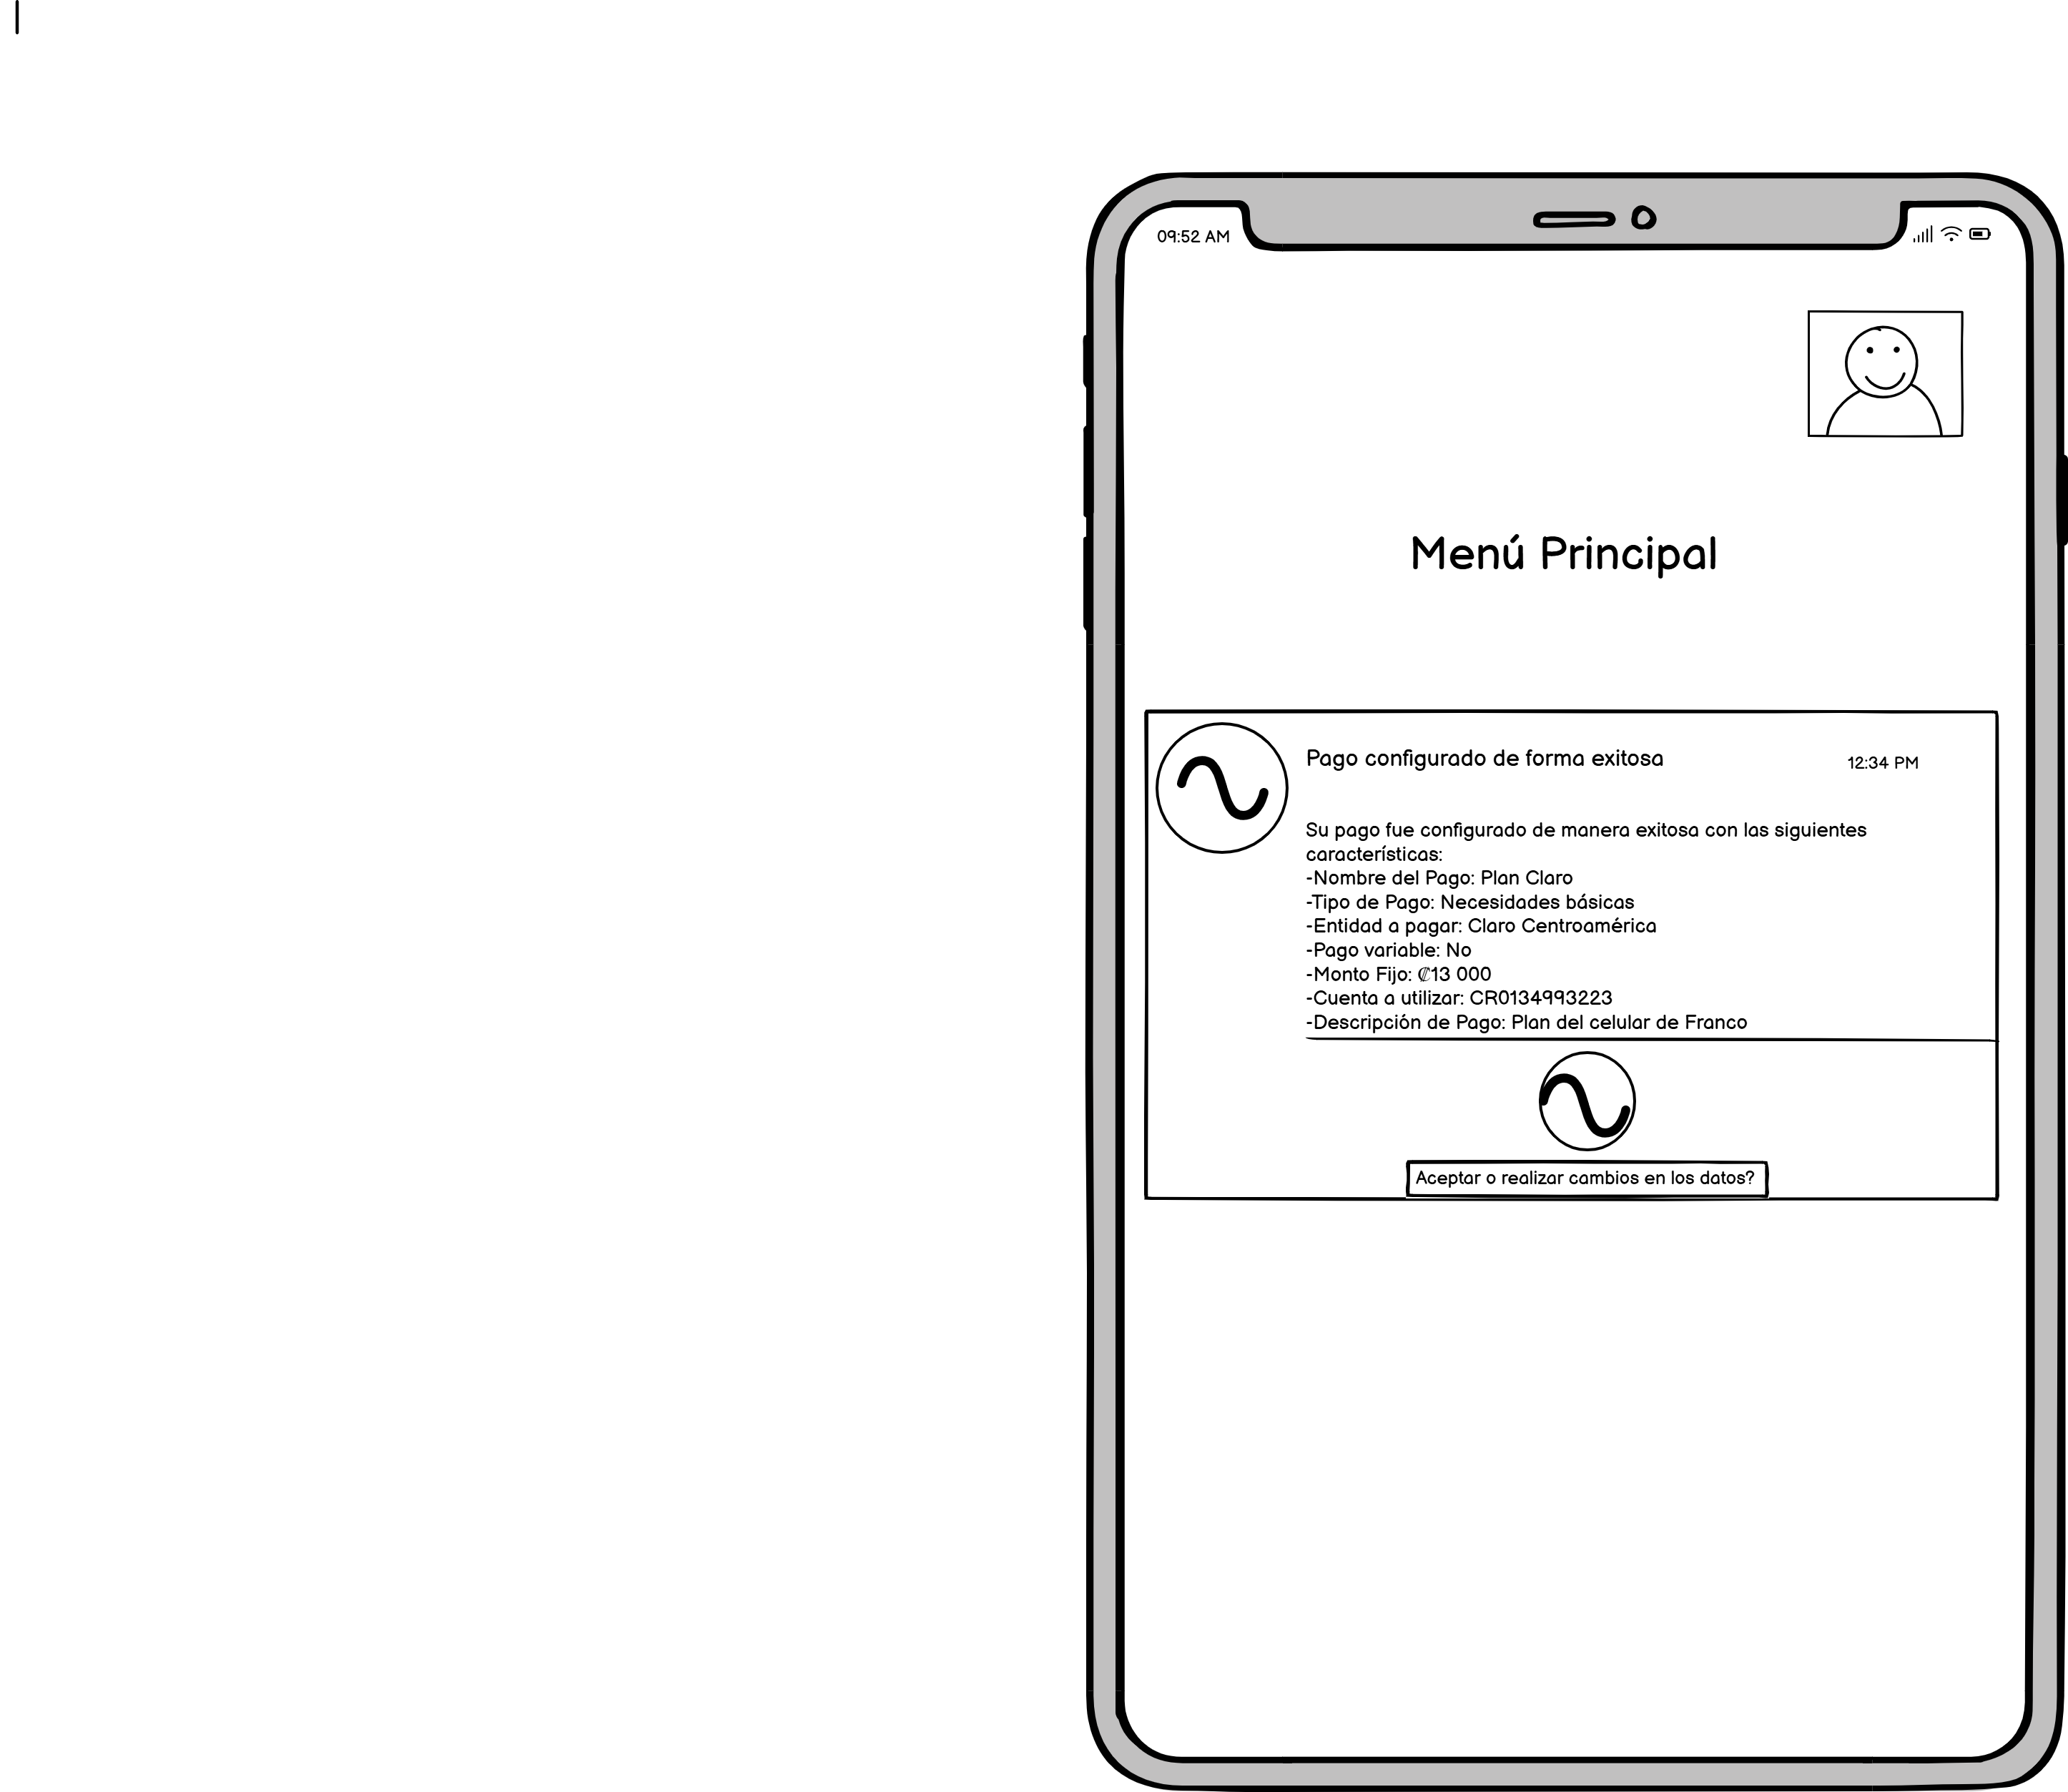 09:52 AM
Menú Principal
Pago configurado de forma exitosa
12:34 PM
Su pago fue configurado de manera exitosa con las siguientes
características:
-Nombre del Pago: Plan Claro
-Tipo de Pago: Necesidades básicas
-Entidad a pagar: Claro Centroamérica
-Pago variable: No
-Monto Fijo: ₡13 000
-Cuenta a utilizar: CR0134993223
-Descripción de Pago: Plan del celular de Franco
Aceptar o realizar cambios en los datos?